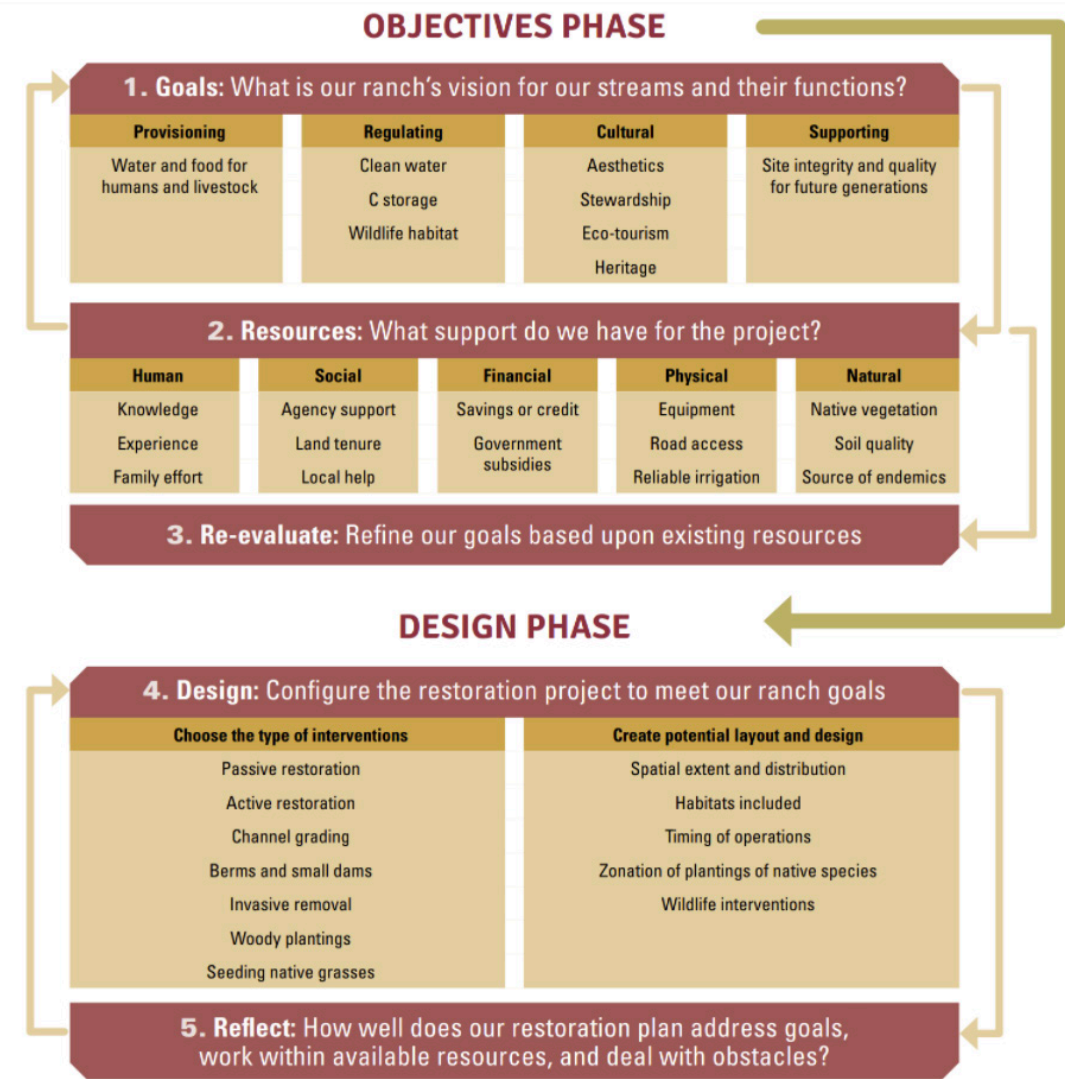 OBJECTIVES PHASE
1. Goals: What is our ranch's vision for our streams and their functions?
Provisioning
Water and food for
humans and livestock
Regulating
Clean water
C storage
Wildlife habitat
Cultural
Aesthetics
Stewardship
Eco-tourism
Heritage
Supporting
Site integrity and quality
for future generations
2. Resources: What support do we have for the project?
Human
Knowledge
Experience
Family effort
Social
Agency support
Land tenure
Local help
Financial
Savings or credit
Government
subsidies
Physical
Equipment
Road access
Reliable irrigation
Natural
Native vegetation
Soil quality
Source of endemics
3. Re-evaluate: Refine our goals based upon existing resources
DESIGN PHASE
4. Design: Configure the restoration project to meet our ranch goals
Choose the type of interventions
Passive restoration
Active restoration
Channel grading
Berms and small dams
Invasive removal
Woody plantings
Seeding native grasses
Create potential layout and design
Spatial extent and distribution
Habitats included
Timing of operations
Zonation of plantings of native species
Wildlife interventions
5. Reflect: How well does our restoration plan address goals,
work within available resources, and deal with obstacles?